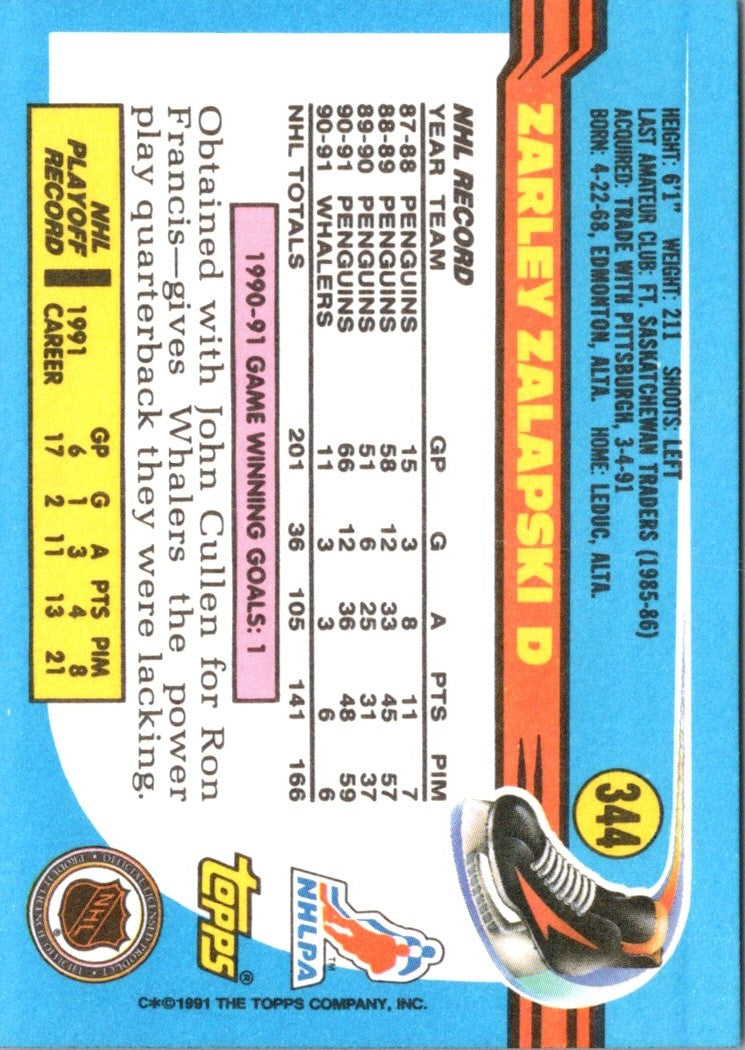 HEIGHT: 6'1" WEIGHT: 211 SHOOTS: LEFT
LAST AMATEUR CLUB: FT. SASKATCHEWAN TRADERS (1985-86)
ACQUIRED: TRADE WITH PITTSBURGH, 3-4-91
BORN: 4-22-68, EDMONTON, ALTA. HOME: LEDUC, ALTA.
344
ZARLEY ZALAPSKI D
NHL RECORD
YEAR TEAM GP G A PTS PIM
87-88 PENGUINS 15 3 8 11 7
88-89 PENGUINS 58 12 33 45 57
89-90 PENGUINS 51 6 25 31 37
90-91 PENGUINS 66 12 36 48 59
90-91 WHALERS 11 3 3 6 6
NHL TOTALS 201 36 105 141 166
1990-91 GAME WINNING GOALS: 1
Obtained with John Cullen for Ron
Francis—gives Whalers the power
play quarterback they were lacking.
NHL
PLAYOFF
RECORD
GP G A PTS PIM
1991 6 1 3 4 8
CAREER 17 2 11 13 21
NHLPA™
TOPPS®
NHL
®
C*©1991 THE TOPPS COMPANY, INC.